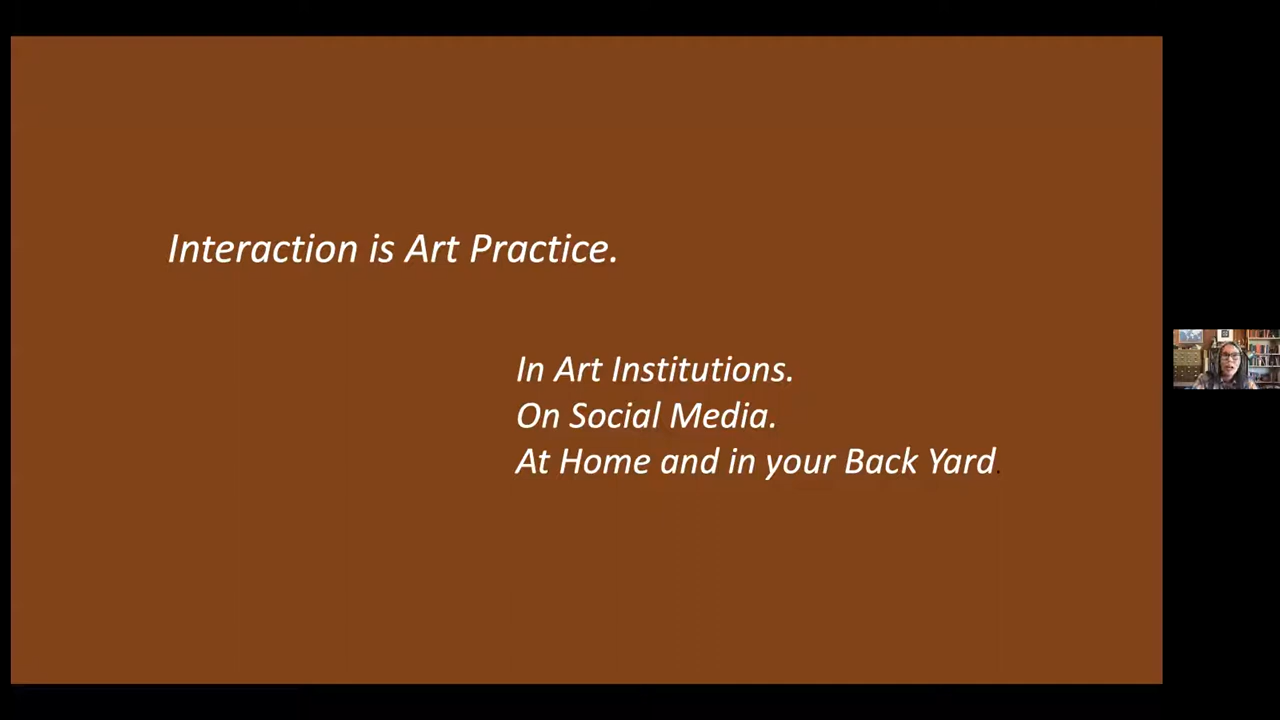 Interaction is Art Practice.
In Art Institutions.
On Social Media.
At Home and in your Back Yard.